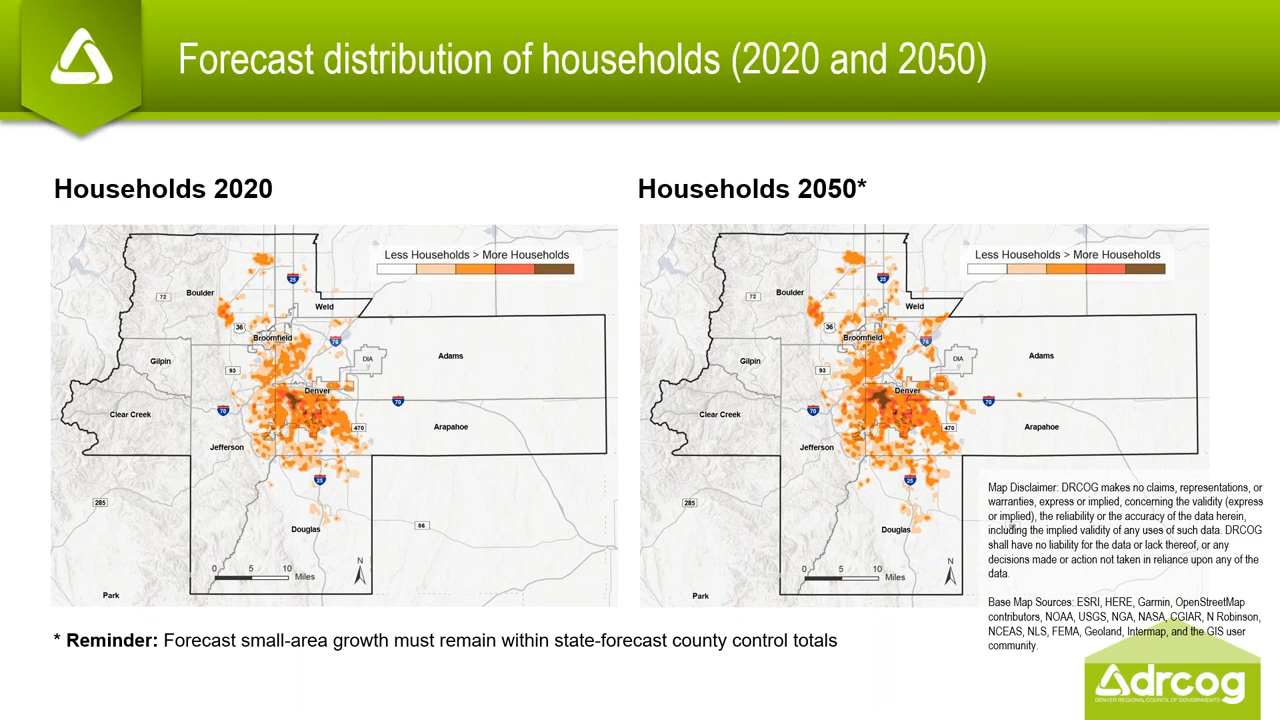 Forecast distribution of households (2020 and 2050)
Households 2020
Less Households > More Households
25
Boulder
72
Weld
36
Broomfield
76
Gilpin
93
DIA
Adams
Denver
70
70
Clear Creek
470
Arapahoe
Jefferson
25
285
Douglas
86
0 5 10
Miles
N
Park
Households 2050*
Less Households > More Households
25
Boulder
72
Weld
36
Broomfield
76
Gilpin
93
DIA
Adams
Denver
70
70
Clear Creek
470
Arapahoe
Jefferson
25
285
Douglas
0 5 10
Miles
N
Park
Map Disclaimer: DRCOG makes no claims, representations, or
warranties, express or implied, concerning the validity (express
or implied), the reliability or the accuracy of the data herein,
including the implied validity of any uses of such data. DRCOG
shall have no liability for the data or lack thereof, or any
decisions made or action not taken in reliance upon any of the
data.
Base Map Sources: ESRI, HERE, Garmin, OpenStreetMap
contributors, NOAA, USGS, NGA, NASA, CGIAR, N Robinson,
NCEAS, NLS, FEMA, Geoland, Intermap, and the GIS user
community.
* Reminder: Forecast small-area growth must remain within state-forecast county control totals
drcog
DENVER REGIONAL COUNCIL OF GOVERNMENTS